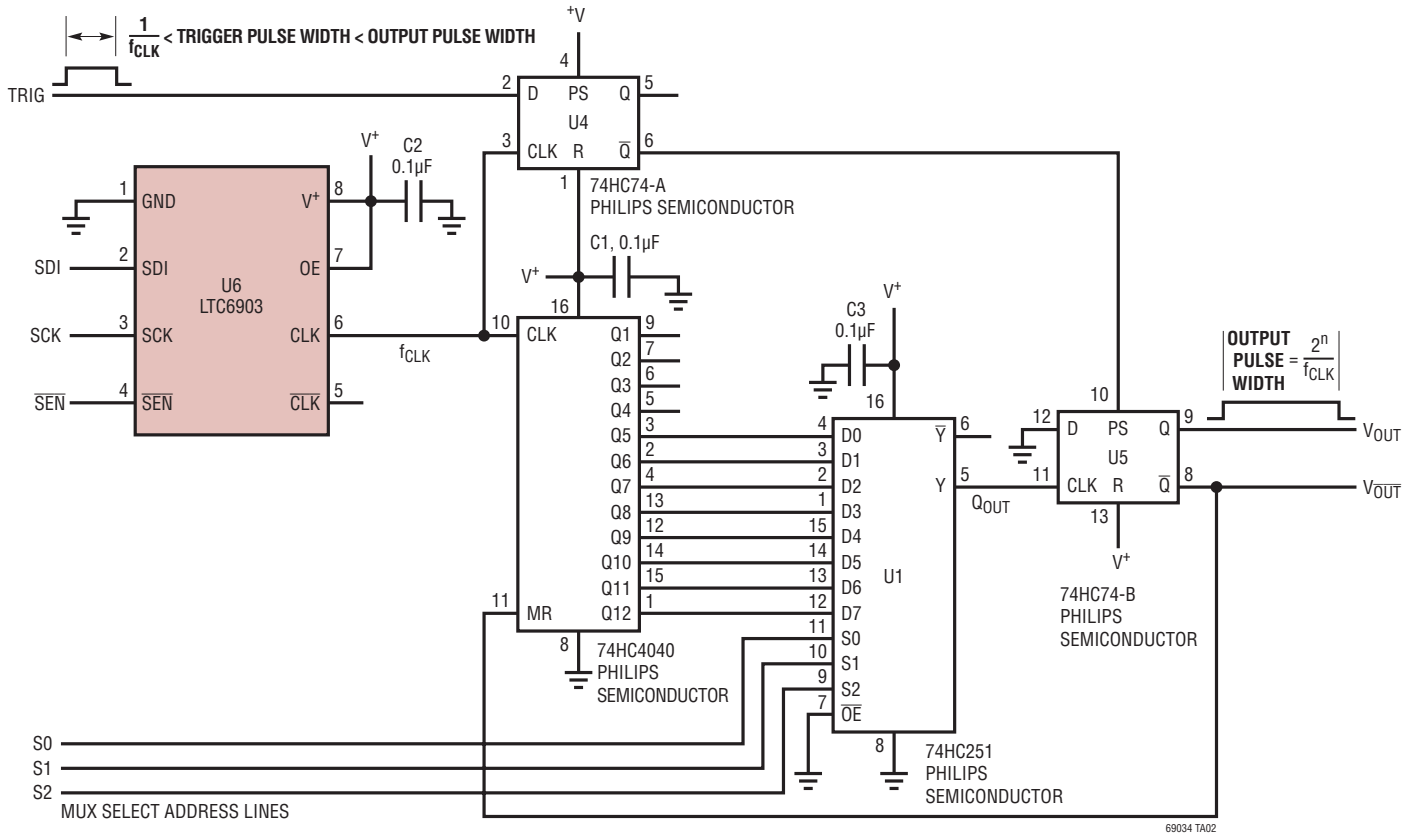 1
fCLK < TRIGGER PULSE WIDTH < OUTPUT PULSE WIDTH
TRIG
+V
4
2
D
PS
Q
5
U4
3
CLK
R
Q̅
6
1
74HC74-A
PHILIPS SEMICONDUCTOR
V+
C2
0.1µF
1
GND
V+
8
2
SDI
SDI
OE
7
U6
LTC6903
SCK
3
SCK
CLK
6
fCLK
S̅E̅N̅
4
S̅E̅N̅
C̅L̅K̅
5
C1, 0.1µF
V+
16
10
CLK
Q1
9
Q2
7
Q3
6
Q4
5
Q5
3
Q6
2
Q7
4
Q8
13
Q9
12
Q10
14
Q11
15
Q12
1
11
MR
8
74HC4040
PHILIPS
SEMICONDUCTOR
V+
C3
0.1µF
16
4
D0
Y̅
6
3
D1
2
D2
Y
5
QOUT
1
D3
15
D4
14
D5
13
D6
12
D7
U1
11
S0
10
S1
9
S2
7
O̅E̅
8
74HC251
PHILIPS
SEMICONDUCTOR
OUTPUT
PULSE
WIDTH
= 2ⁿ
fCLK
10
12
D
PS
Q
9
VOUT
U5
11
CLK
R
Q̅
8
VO̅U̅T̅
13
V+
74HC74-B
PHILIPS
SEMICONDUCTOR
S0
S1
S2
MUX SELECT ADDRESS LINES
69034 TA02